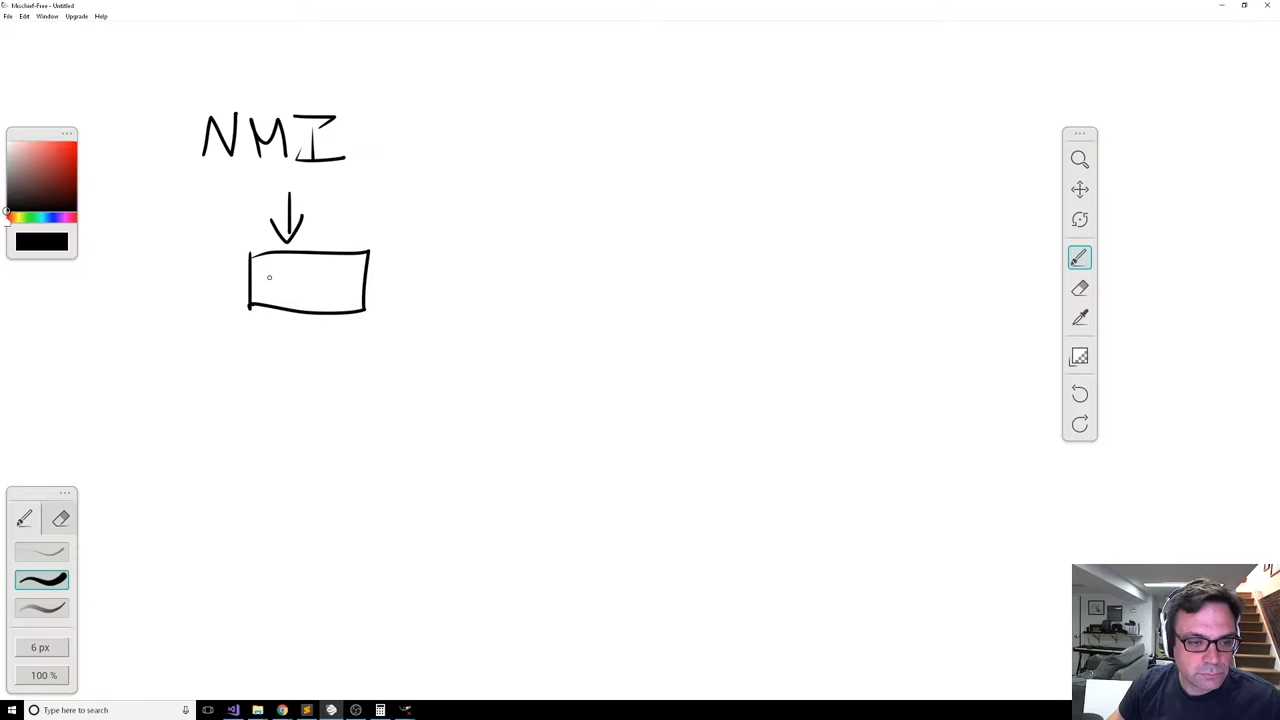 Mischief-Free - Untitled
File Edit Window Upgrade Help
NMI
6 px
100 %
Type here to search